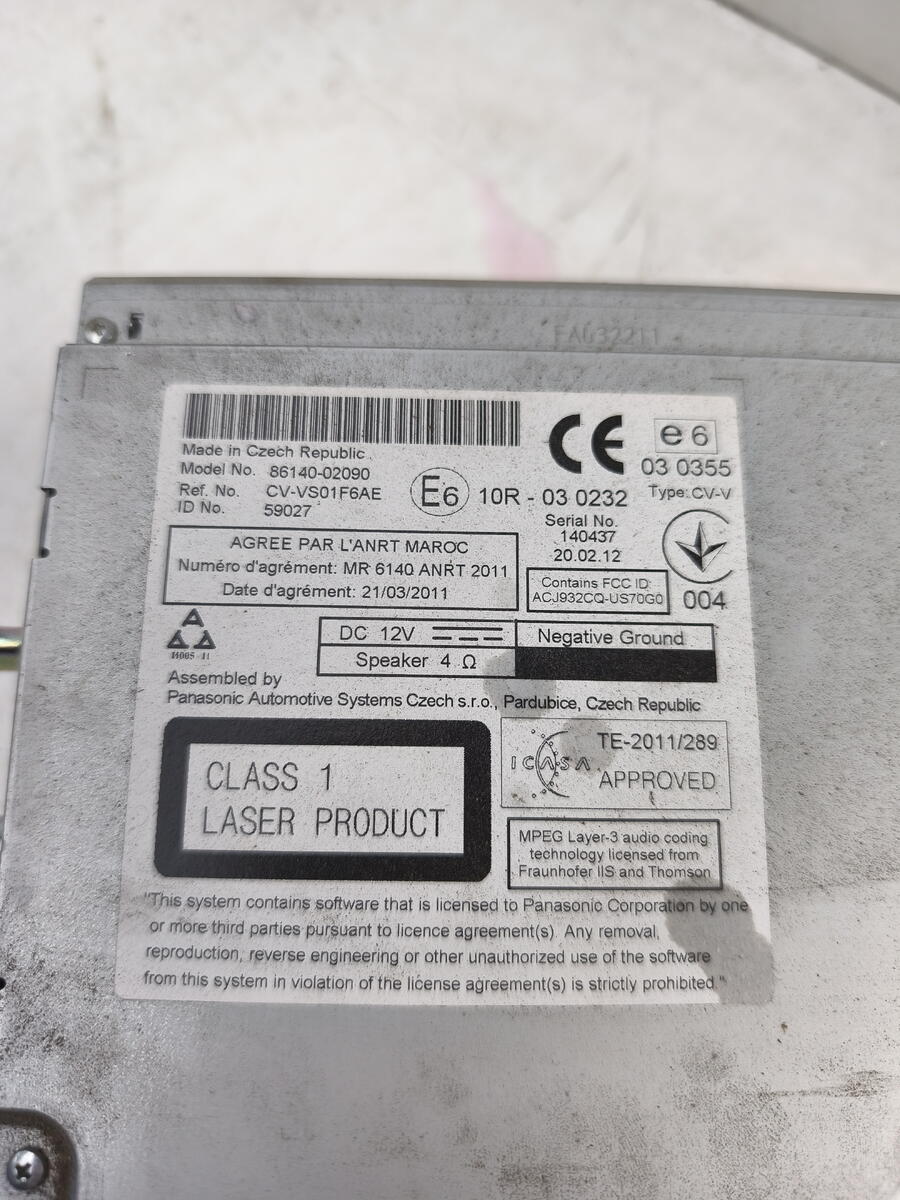 5
FA032211
Made in Czech Republic
Model No. 86140-02090
Ref. No. CV-VS01F6AE
ID No. 59027
CE
e6
03 0355
Type:CV-V
E6 10R - 03 0232
Serial No.
140437
20.02.12
Contains FCC ID:
ACJ932CQ-US70G0
004
AGREE PAR L'ANRT MAROC
Numéro d'agrément: MR 6140 ANRT 2011
Date d'agrément: 21/03/2011
DC 12V
Negative Ground
Speaker 4 Ω
Assembled by
Panasonic Automotive Systems Czech s.r.o., Pardubice, Czech Republic
CLASS 1
LASER PRODUCT
ICASA
TE-2011/289
APPROVED
MPEG Layer-3 audio coding
technology licensed from
Fraunhofer IIS and Thomson
"This system contains software that is licensed to Panasonic Corporation by one
or more third parties pursuant to licence agreement(s). Any removal,
reproduction, reverse engineering or other unauthorized use of the software
from this system in violation of the license agreement(s) is strictly prohibited."